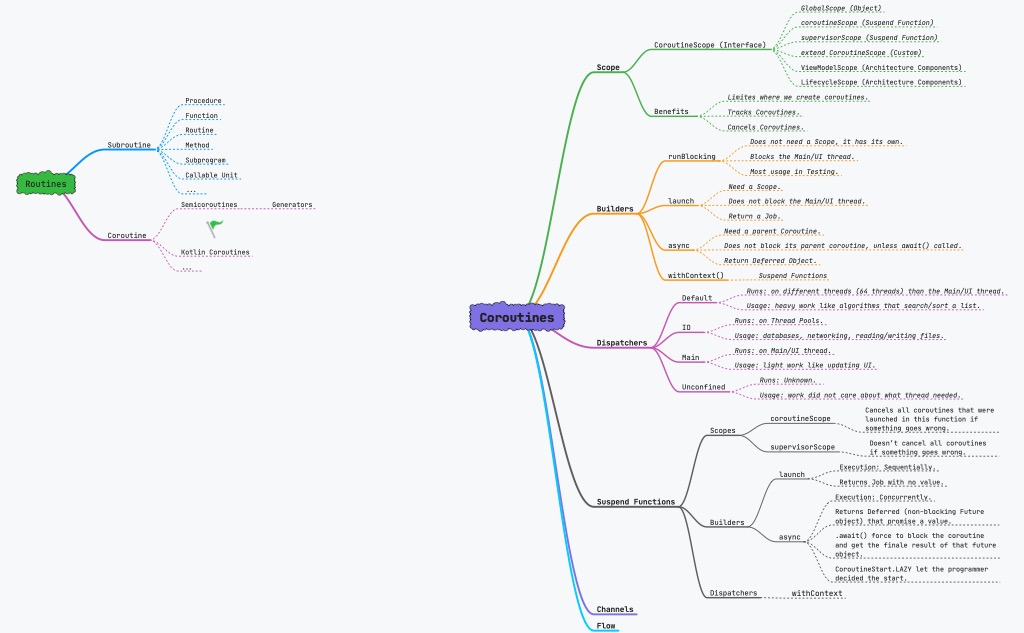 Routines
Subroutine
Procedure
Function
Routine
Method
Subprogram
Callable Unit
...
Coroutine
Semicoroutines
Generators
Kotlin Coroutines
...
Coroutines
Scope
CoroutineScope (Interface)
GlobalScope (Object)
coroutineScope (Suspend Function)
supervisorScope (Suspend Function)
extend CoroutineScope (Custom)
ViewModelScope (Architecture Components)
LifecycleScope (Architecture Components)
Benefits
Limites where we create coroutines.
Tracks Coroutines.
Cancels Coroutines.
Builders
runBlocking
Does not need a Scope, it has its own.
Blocks the Main/UI thread.
Most usage in Testing.
launch
Need a Scope.
Does not block the Main/UI thread.
Return a Job.
async
Need a parent Coroutine.
Does not block its parent coroutine, unless await() called.
Return Deferred Object.
withContext()
Suspend Functions
Dispatchers
Default
Runs: on different threads (64 threads) than the Main/UI thread.
Usage: heavy work like algorithms that search/sort a list.
IO
Runs: on Thread Pools.
Usage: databases, networking, reading/writing files.
Main
Runs: on Main/UI thread.
Usage: light work like updating UI.
Unconfined
Runs: Unknown.
Usage: work did not care about what thread needed.
Suspend Functions
Scopes
coroutineScope
Cancels all coroutines that were
launched in this function if
something goes wrong.
supervisorScope
Doesn't cancel all coroutines
if something goes wrong.
Builders
launch
Execution: Sequentially.
Returns Job with no value.
async
Execution: Concurrently.
Returns Deferred (non-blocking Future
object) that promise a value.
.await() force to block the coroutine
and get the finale result of that future
object.
CoroutineStart.LAZY let the programmer
decided the start.
Dispatchers
withContext
Channels
Flow